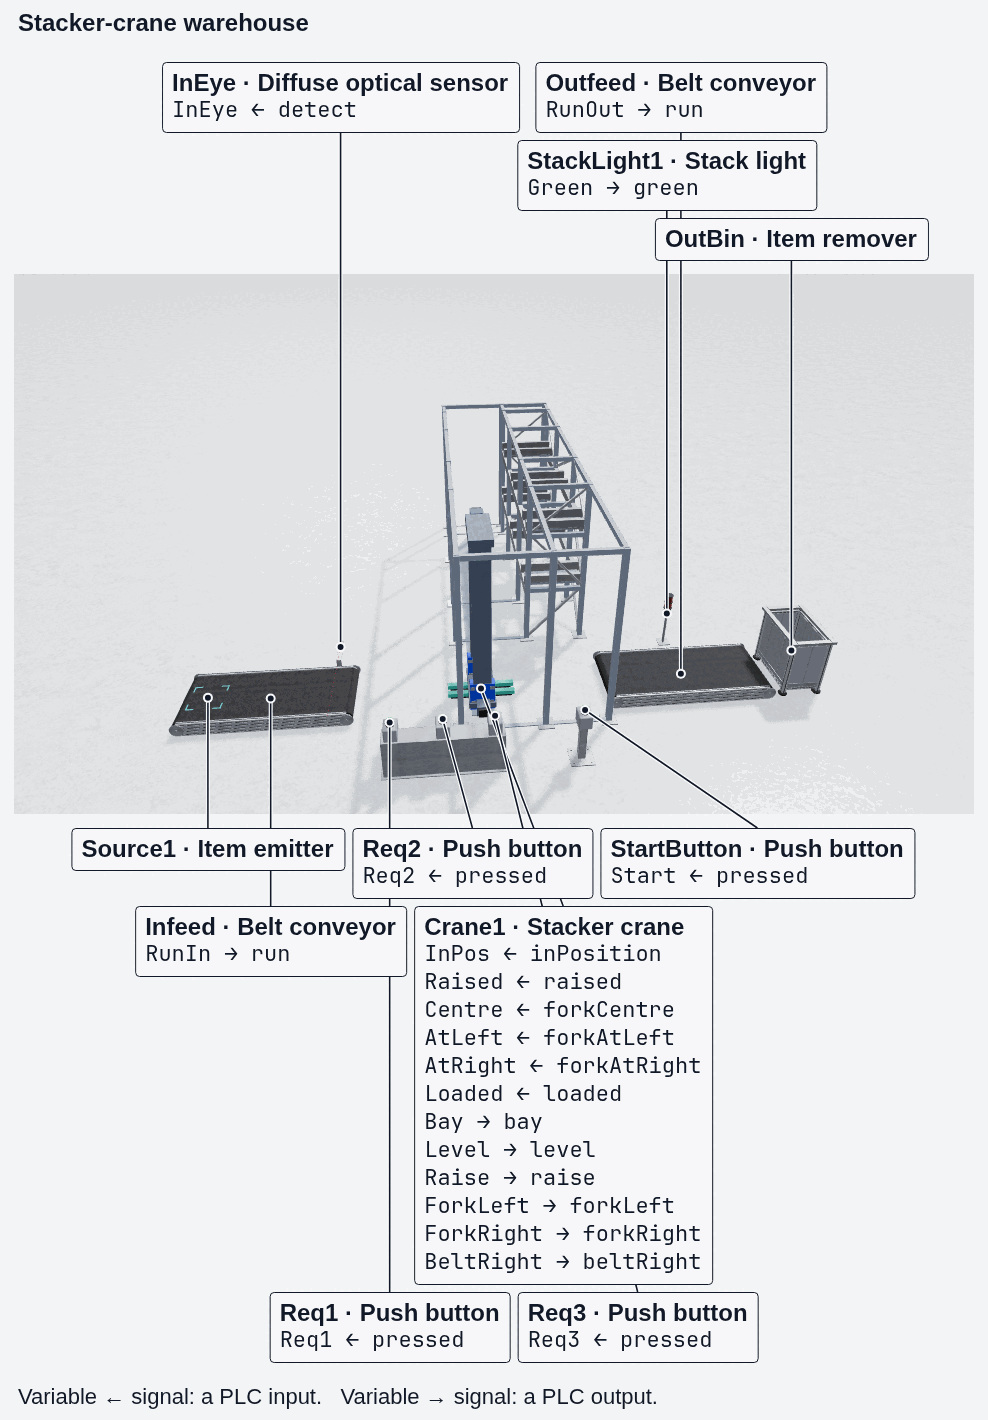 Stacker-crane warehouse
InEye · Diffuse optical sensor
InEye ← detect
Outfeed · Belt conveyor
RunOut → run
StackLight1 · Stack light
Green → green
OutBin · Item remover
Source1 · Item emitter
Req2 · Push button
Req2 ← pressed
StartButton · Push button
Start ← pressed
Infeed · Belt conveyor
RunIn → run
Crane1 · Stacker crane
InPos ← inPosition
Raised ← raised
Centre ← forkCentre
AtLeft ← forkAtLeft
AtRight ← forkAtRight
Loaded ← loaded
Bay → bay
Level → level
Raise → raise
ForkLeft → forkLeft
ForkRight → forkRight
BeltRight → beltRight
Req1 · Push button
Req1 ← pressed
Req3 · Push button
Req3 ← pressed
Variable ← signal: a PLC input. Variable → signal: a PLC output.